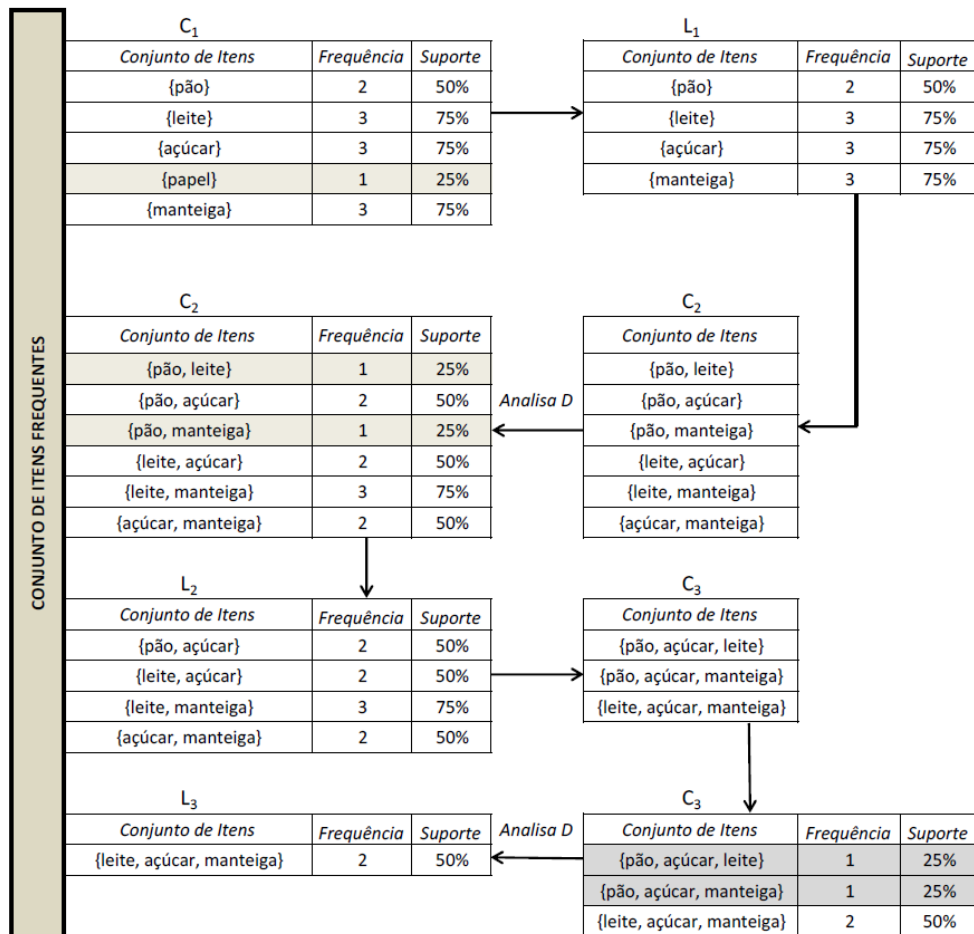 CONJUNTO DE ITENS FREQUENTES
C1
Conjunto de Itens Frequência Suporte
{pão} 2 50%
{leite} 3 75%
{açúcar} 3 75%
{papel} 1 25%
{manteiga} 3 75%
L1
Conjunto de Itens Frequência Suporte
{pão} 2 50%
{leite} 3 75%
{açúcar} 3 75%
{manteiga} 3 75%
C2
Conjunto de Itens
{pão, leite}
{pão, açúcar}
{pão, manteiga}
{leite, açúcar}
{leite, manteiga}
{açúcar, manteiga}
Analisa D
C2
Conjunto de Itens Frequência Suporte
{pão, leite} 1 25%
{pão, açúcar} 2 50%
{pão, manteiga} 1 25%
{leite, açúcar} 2 50%
{leite, manteiga} 3 75%
{açúcar, manteiga} 2 50%
L2
Conjunto de Itens Frequência Suporte
{pão, açúcar} 2 50%
{leite, açúcar} 2 50%
{leite, manteiga} 3 75%
{açúcar, manteiga} 2 50%
C3
Conjunto de Itens
{pão, açúcar, leite}
{pão, açúcar, manteiga}
{leite, açúcar, manteiga}
C3
Conjunto de Itens Frequência Suporte
{pão, açúcar, leite} 1 25%
{pão, açúcar, manteiga} 1 25%
{leite, açúcar, manteiga} 2 50%
Analisa D
L3
Conjunto de Itens Frequência Suporte
{leite, açúcar, manteiga} 2 50%